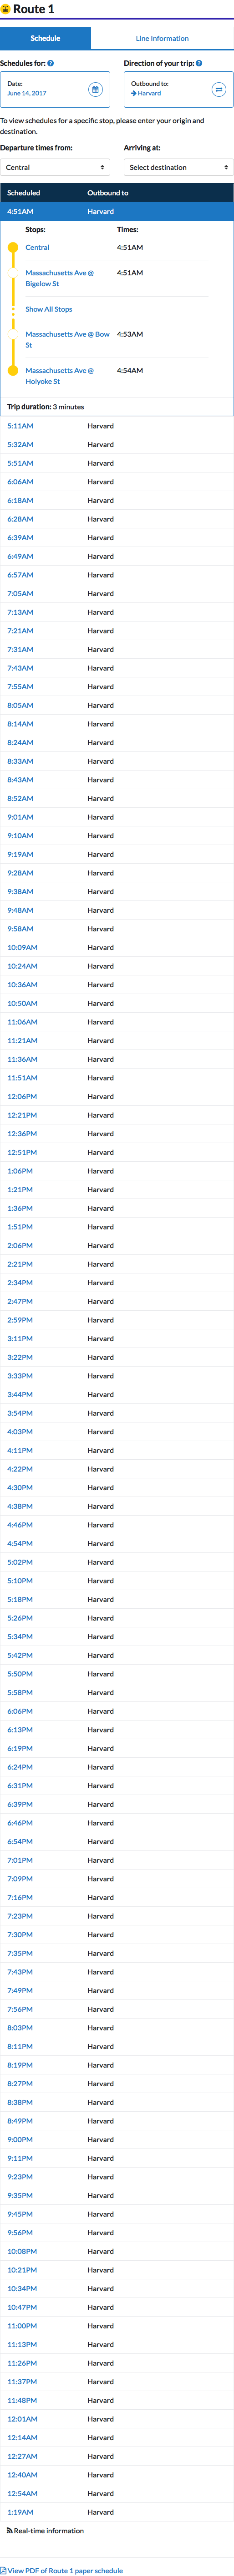 Route 1
Schedule
Line Information
Schedules for:
Direction of your trip:
Date:
June 14, 2017
Outbound to:
Harvard
To view schedules for a specific stop, please enter your origin and
destination.
Departure times from:
Arriving at:
Central
Select destination
Scheduled Outbound to
4:51AM Harvard
Stops: Times:
Central 4:51AM
Massachusetts Ave @ 4:51AM
Bigelow St
Show All Stops
Massachusetts Ave @ Bow 4:53AM
St
Massachusetts Ave @ 4:54AM
Holyoke St
Trip duration: 3 minutes
5:11AM Harvard
5:32AM Harvard
5:51AM Harvard
6:06AM Harvard
6:18AM Harvard
6:28AM Harvard
6:39AM Harvard
6:49AM Harvard
6:57AM Harvard
7:05AM Harvard
7:13AM Harvard
7:21AM Harvard
7:31AM Harvard
7:43AM Harvard
7:55AM Harvard
8:05AM Harvard
8:14AM Harvard
8:24AM Harvard
8:33AM Harvard
8:43AM Harvard
8:52AM Harvard
9:01AM Harvard
9:10AM Harvard
9:19AM Harvard
9:28AM Harvard
9:38AM Harvard
9:48AM Harvard
9:58AM Harvard
10:09AM Harvard
10:24AM Harvard
10:36AM Harvard
10:50AM Harvard
11:06AM Harvard
11:21AM Harvard
11:36AM Harvard
11:51AM Harvard
12:06PM Harvard
12:21PM Harvard
12:36PM Harvard
12:51PM Harvard
1:06PM Harvard
1:21PM Harvard
1:36PM Harvard
1:51PM Harvard
2:06PM Harvard
2:21PM Harvard
2:34PM Harvard
2:47PM Harvard
2:59PM Harvard
3:11PM Harvard
3:22PM Harvard
3:33PM Harvard
3:44PM Harvard
3:54PM Harvard
4:03PM Harvard
4:11PM Harvard
4:22PM Harvard
4:30PM Harvard
4:38PM Harvard
4:46PM Harvard
4:54PM Harvard
5:02PM Harvard
5:10PM Harvard
5:18PM Harvard
5:26PM Harvard
5:34PM Harvard
5:42PM Harvard
5:50PM Harvard
5:58PM Harvard
6:06PM Harvard
6:13PM Harvard
6:19PM Harvard
6:24PM Harvard
6:31PM Harvard
6:39PM Harvard
6:46PM Harvard
6:54PM Harvard
7:01PM Harvard
7:09PM Harvard
7:16PM Harvard
7:23PM Harvard
7:30PM Harvard
7:35PM Harvard
7:43PM Harvard
7:49PM Harvard
7:56PM Harvard
8:03PM Harvard
8:11PM Harvard
8:19PM Harvard
8:27PM Harvard
8:38PM Harvard
8:49PM Harvard
9:00PM Harvard
9:11PM Harvard
9:23PM Harvard
9:35PM Harvard
9:45PM Harvard
9:56PM Harvard
10:08PM Harvard
10:21PM Harvard
10:34PM Harvard
10:47PM Harvard
11:00PM Harvard
11:13PM Harvard
11:26PM Harvard
11:37PM Harvard
11:48PM Harvard
12:01AM Harvard
12:14AM Harvard
12:27AM Harvard
12:40AM Harvard
12:54AM Harvard
1:19AM Harvard
Real-time information
View PDF of Route 1 paper schedule